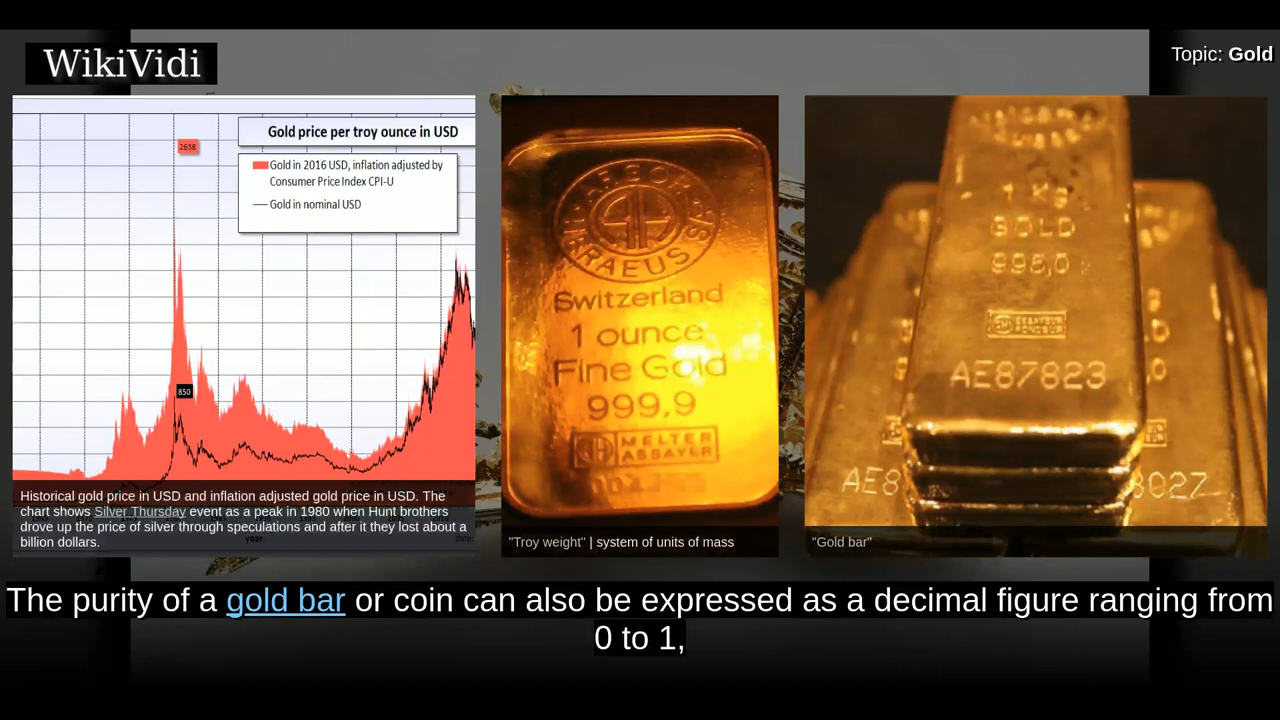 WikiVidi
Topic: Gold
Gold price per troy ounce in USD
2638
Gold in 2016 USD, inflation adjusted by
Consumer Price Index CPI-U
Gold in nominal USD
850
Historical gold price in USD and inflation adjusted gold price in USD. The
chart shows Silver Thursday event as a peak in 1980 when Hunt brothers
drove up the price of silver through speculations and after it they lost about a
billion dollars.
Switzerland
1 ounce
Fine Gold
999,9
MELTER
ASSAYER
"Troy weight" | system of units of mass
1 Kg
GOLD
995,0
ESSAYEUR
FONDEUR
AE87823
AE8
3027
"Gold bar"
The purity of a gold bar or coin can also be expressed as a decimal figure ranging from
0 to 1,